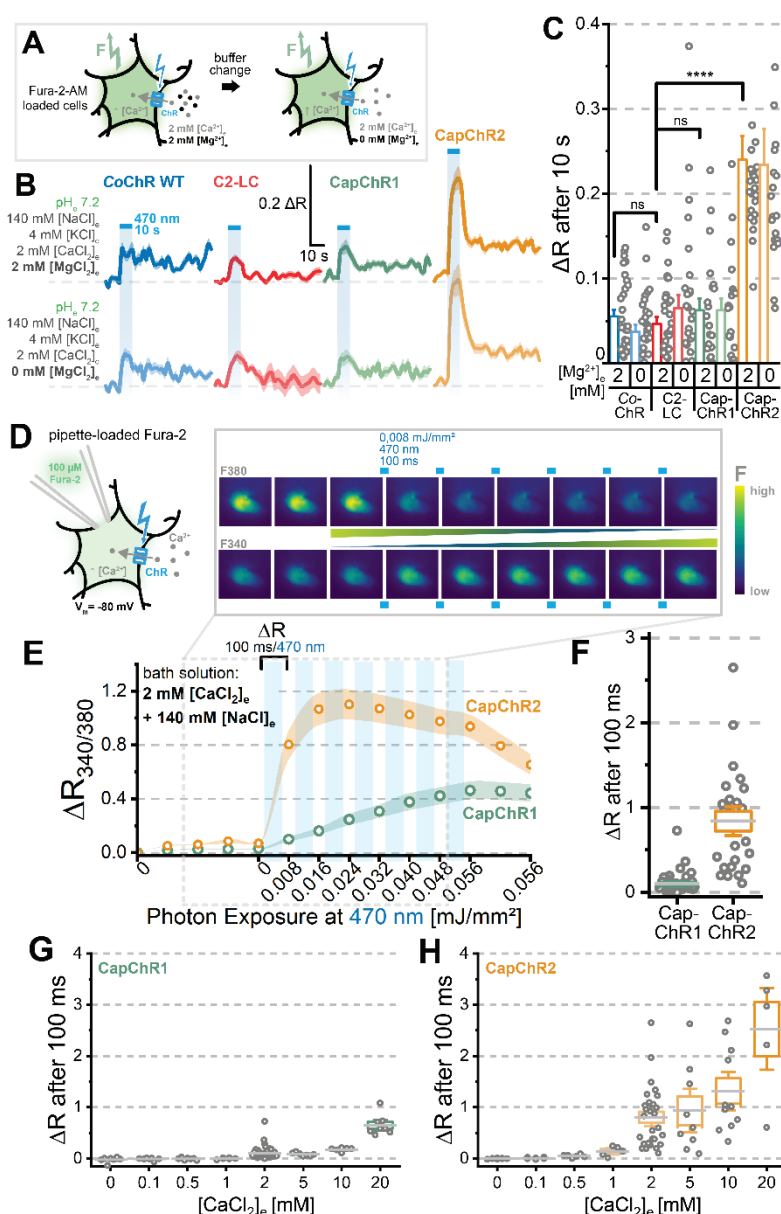 A
F
Fura-2-AM
loaded cells
[Ca²⁺]ᵢ
ChR
2 mM [Ca²⁺]ₑ
2 mM [Mg²⁺]ₑ
buffer
change
F
[Ca²⁺]ᵢ
ChR
2 mM [Ca²⁺]ₑ
0 mM [Mg²⁺]ₑ
B
CoChR WT
C2-LC
CapChR1
CapChR2
0.2 ΔR
10 s
pHₑ 7.2
140 mM [NaCl]ₑ
4 mM [KCl]ₑ
2 mM [CaCl₂]ₑ
2 mM [MgCl₂]ₑ
470 nm
10 s
pHₑ 7.2
140 mM [NaCl]ₑ
4 mM [KCl]ₑ
2 mM [CaCl₂]ₑ
0 mM [MgCl₂]ₑ
C
ΔR after 10 s
0.4
0.3
0.2
0.1
0
****
ns
ns
[Mg²⁺]ₑ
[mM]
2 0 2 0 2 0 2 0
Co-
ChR
C2-
LC
Cap-
ChR1
Cap-
ChR2
D
pipette-loaded Fura-2
100 µM
Fura-2
Ca²⁺
[Ca²⁺]ᵢ
ChR
Vₘ = -80 mV
0,008 mJ/mm²
470 nm
100 ms
F380
F340
F
high
low
E
ΔR
100 ms/470 nm
bath solution:
2 mM [CaCl₂]ₑ
+ 140 mM [NaCl]ₑ
CapChR2
CapChR1
ΔR340/380
1.2
0.8
0.4
0.0
0 0 0.008 0.016 0.024 0.032 0.040 0.048 0.056 0.056
Photon Exposure at 470 nm [mJ/mm²]
F
ΔR after 100 ms
3
2
1
0
Cap-
ChR1
Cap-
ChR2
G
CapChR1
ΔR after 100 ms
4
3
2
1
0
0 0.1 0.5 1 2 5 10 20
[CaCl₂]ₑ [mM]
H
CapChR2
ΔR after 100 ms
4
3
2
1
0
0 0.1 0.5 1 2 5 10 20
[CaCl₂]ₑ [mM]